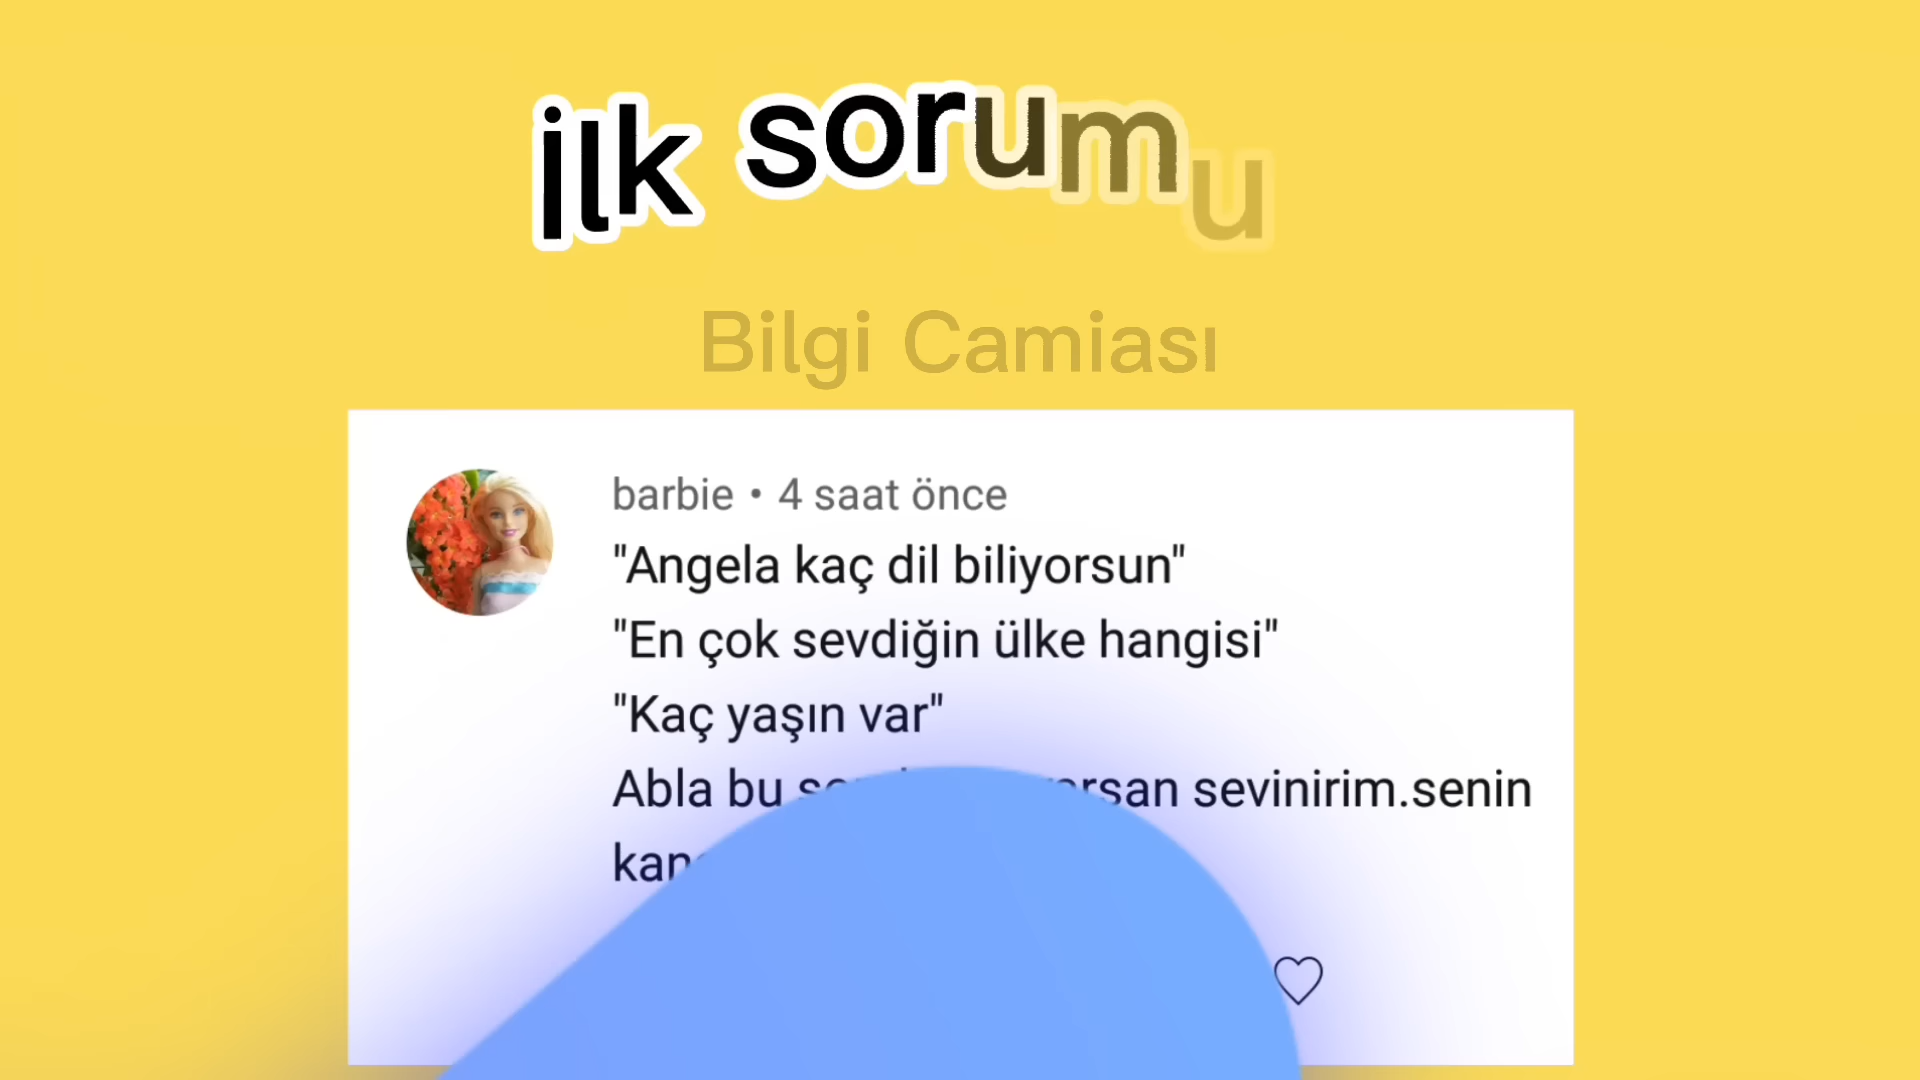 ilk sorumu
Bilgi Camiası
barbie • 4 saat önce
"Angela kaç dil biliyorsun"
"En çok sevdiğin ülke hangisi"
"Kaç yaşın var"
Abla bu sevinirim.senin